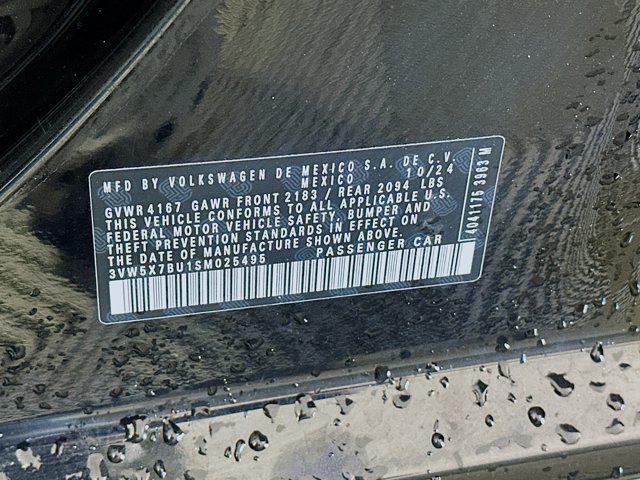 MFD BY VOLKSWAGEN DE MEXICO S.A. DE C.V.
MEXICO 10/24
GVWR 4167 GAWR FRONT 2183 / REAR 2094 LBS
THIS VEHICLE CONFORMS TO ALL APPLICABLE U.S.
FEDERAL MOTOR VEHICLE SAFETY, BUMPER AND
THEFT PREVENTION STANDARDS IN EFFECT ON
THE DATE OF MANUFACTURE SHOWN ABOVE.
3VW5X7BU1SM025495 PASSENGER CAR
4041175 3963 M